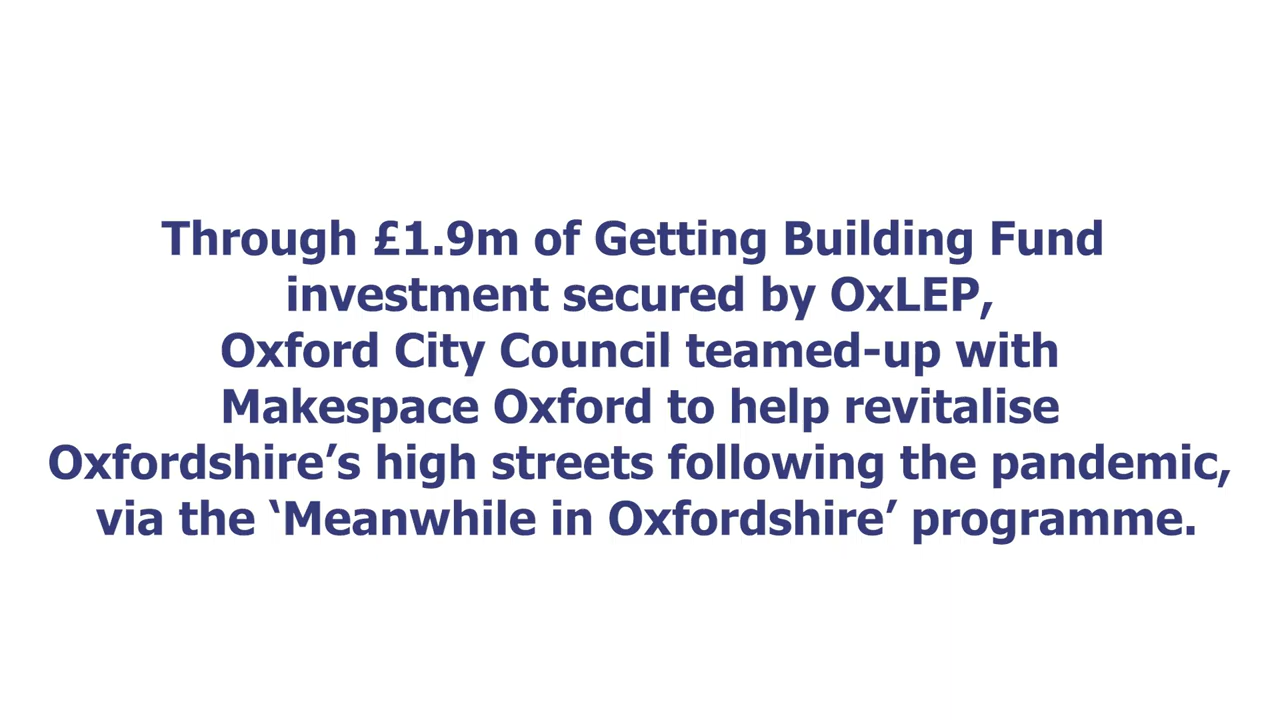 Through £1.9m of Getting Building Fund
investment secured by OxLEP,
Oxford City Council teamed-up with
Makespace Oxford to help revitalise
Oxfordshire’s high streets following the pandemic,
via the ‘Meanwhile in Oxfordshire’ programme.